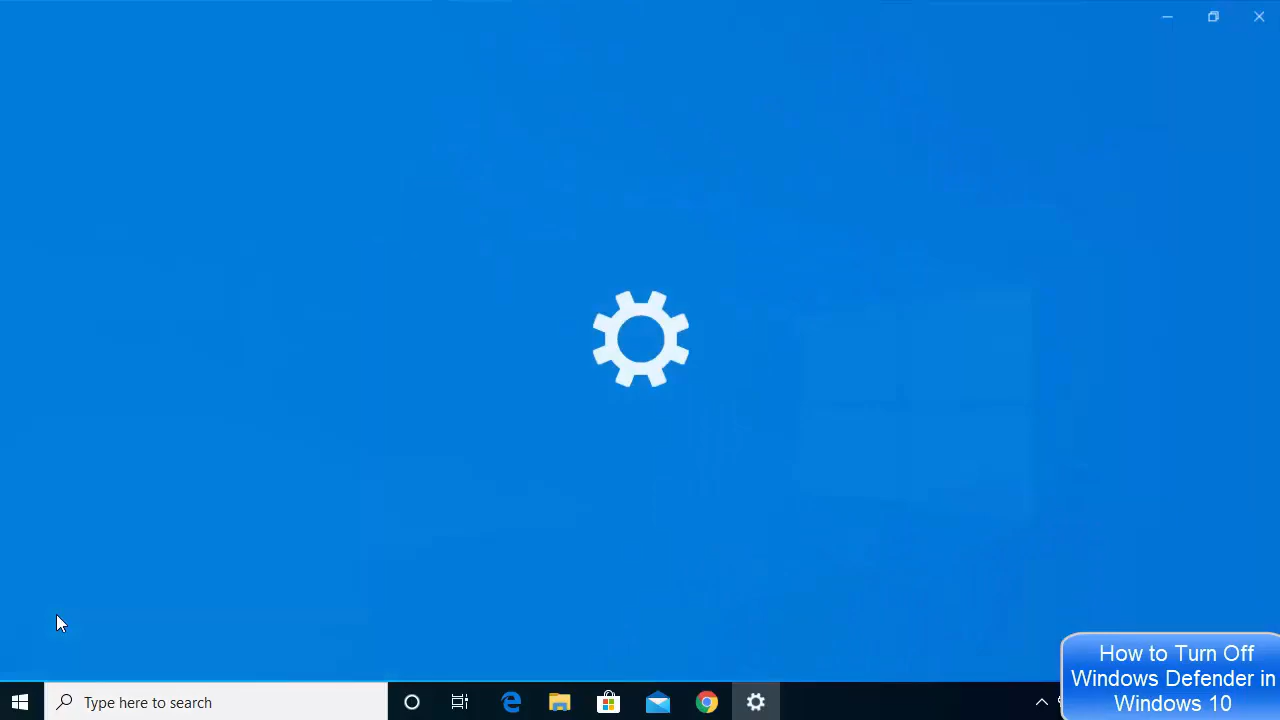 Type here to search
How to Turn Off
Windows Defender in
Windows 10